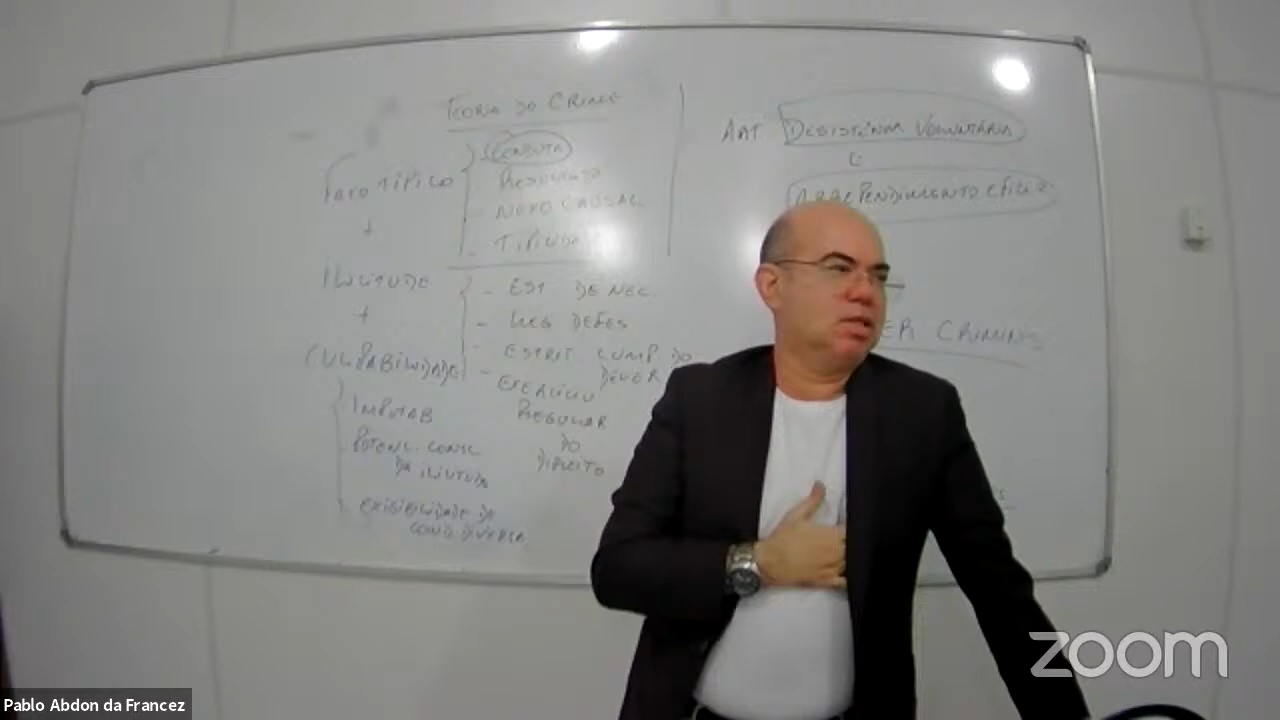 TEORIA DO CRIME
FATO TÍPICO
CONDUTA
- RESULTADO
- NEXO CAUSAL
- TIPICIDA
+
ILICITUDE
- EST DE NEC.
- LEG DEFES
+
- ESTRIT CUMP. DO
DEVER
CULPABILIDADE
- EXERCÍCIO
REGULAR
DO
DIREITO
IMPUTAB
POTENC. CONSC
DA ILICITUDE
EXIGIBILIDADE DE
COND. DIVERSA
ART DESISTÊNCIA VOLUNTÁRIA
E
ARREPENDIMENTO EFICAZ
ER CRIMINIS
zoom
Pablo Abdon da Francez